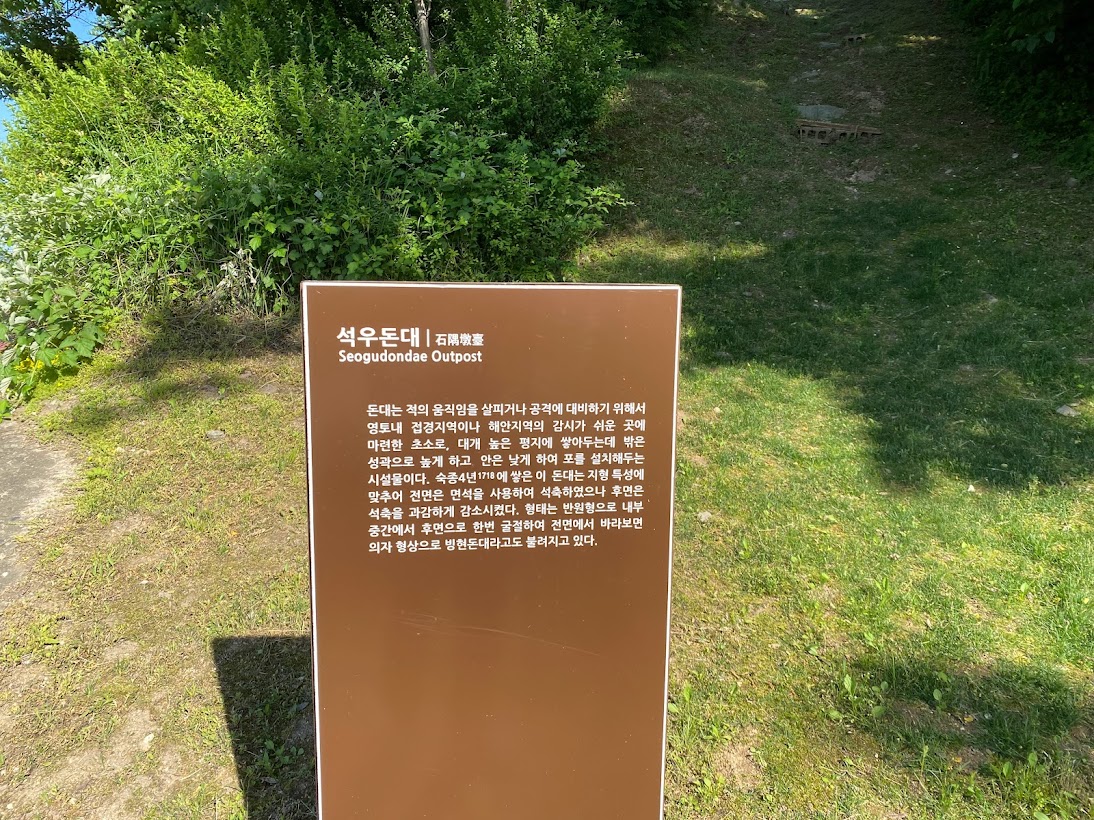 석우돈대 | 石隅墩臺
Seogudondae Outpost
돈대는 적의 움직임을 살피거나 공격에 대비하기 위해서
영토내 접경지역이나 해안지역의 감시가 쉬운 곳에
마련한 초소로, 대개 높은 평지에 쌓아두는데 밖은
성곽으로 높게 하고 안은 낮게 하여 포를 설치해두는
시설물이다. 숙종4년1718에 쌓은 이 돈대는 지형 특성에
맞추어 전면은 면석을 사용하여 석축하였으나 후면은
석축을 과감하게 감소시켰다. 형태는 반원형으로 내부
중간에서 후면으로 한번 굴절하여 전면에서 바라보면
의자 형상으로 빙현돈대라고도 불려지고 있다.